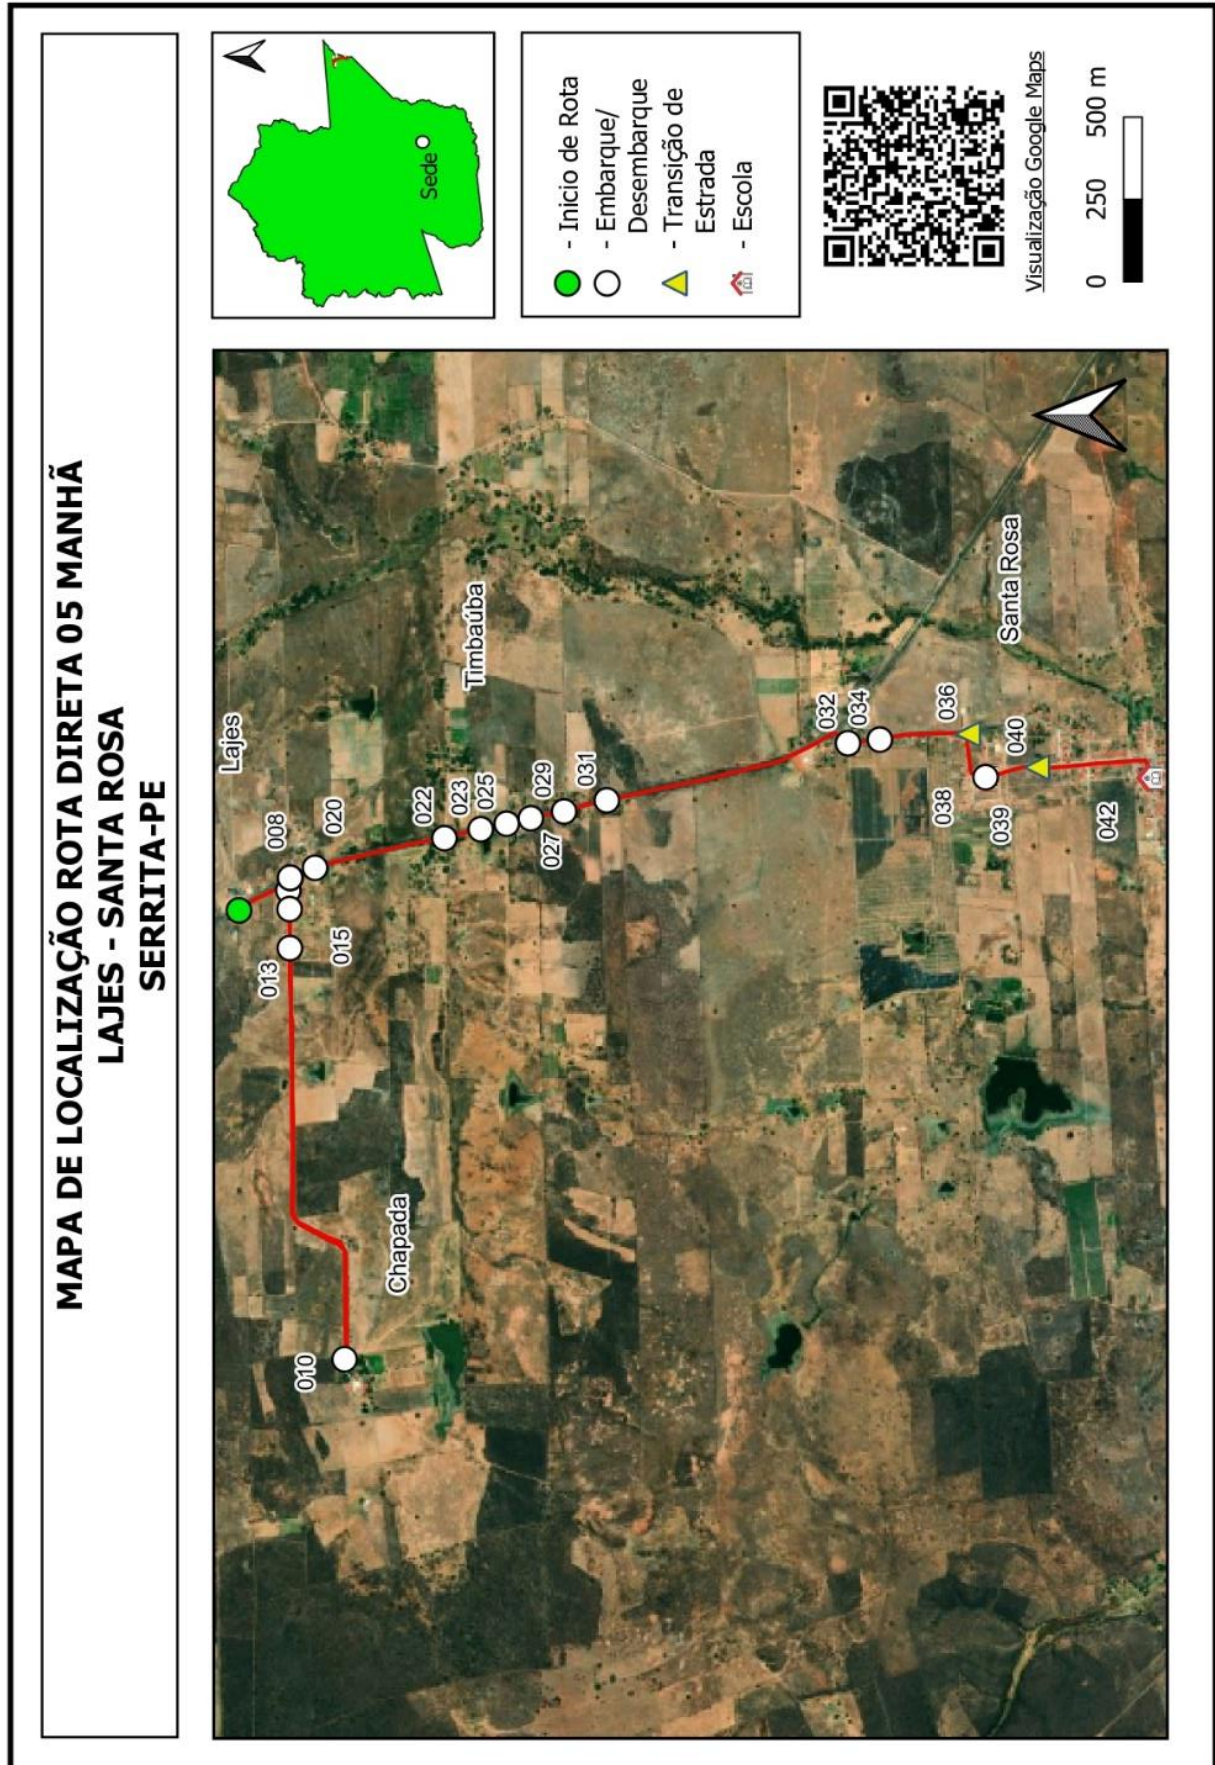 MAPA DE LOCALIZAÇÃO ROTA DIRETA 05 MANHÃ
LAJES - SANTA ROSA
SERRITA-PE
Lajes
008
013
015
020
010
Chapada
022
023
025
Timbaúba
029
027
031
032
034
036
038
Santa Rosa
039
040
042
Sede
- Inicio de Rota
- Embarque/
Desembarque
- Transição de
Estrada
- Escola
Visualização Google Maps
0 250 500 m